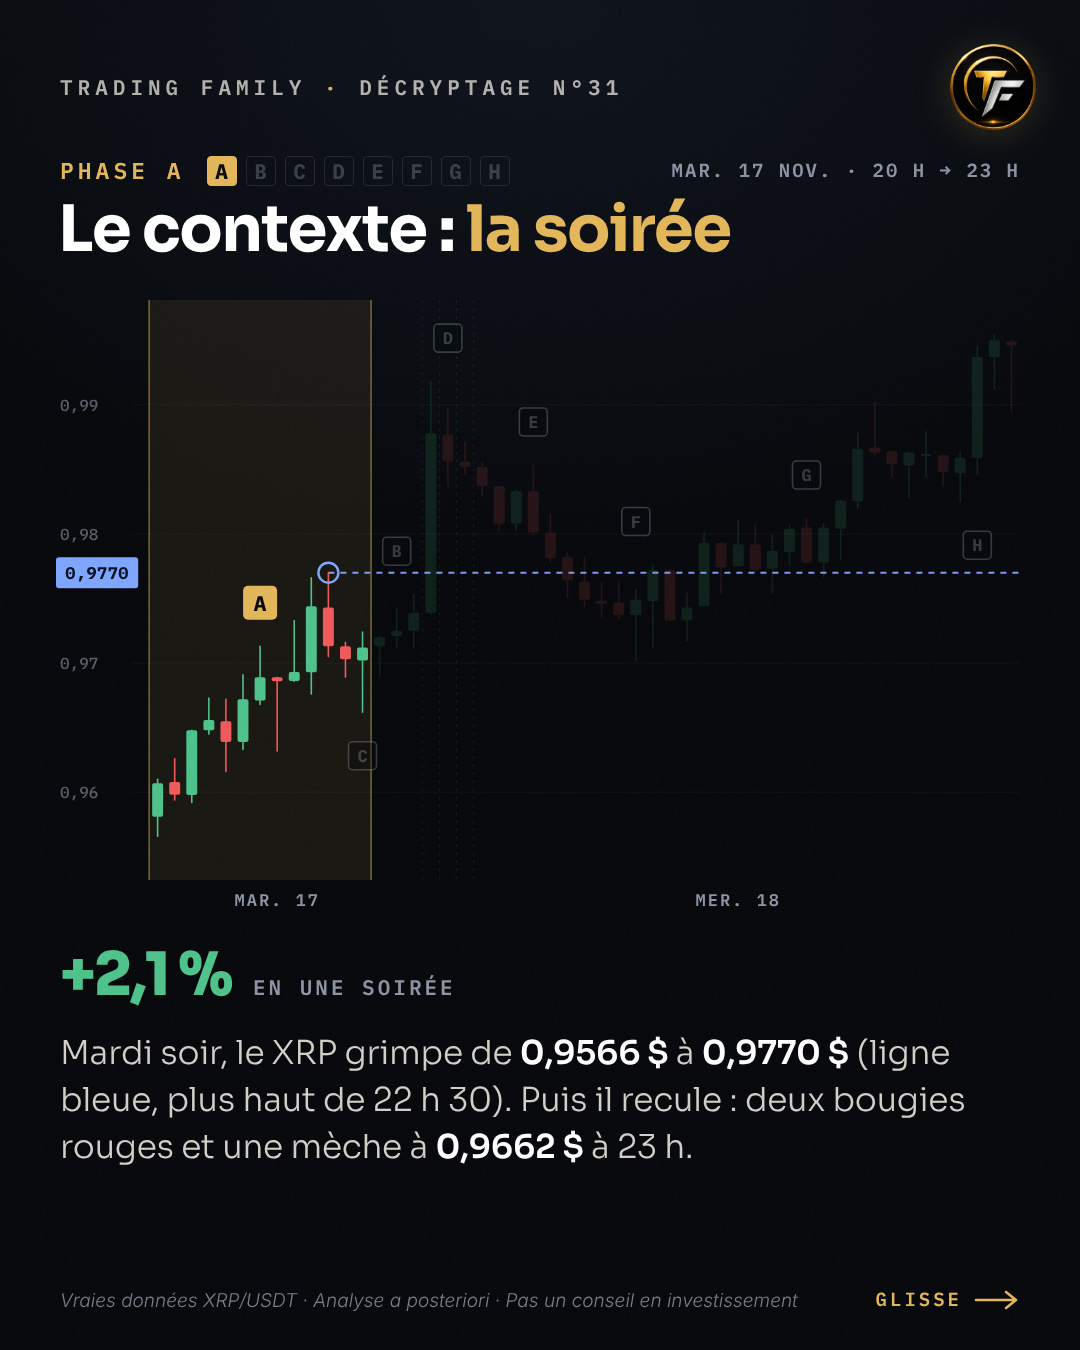 TRADING FAMILY · DÉCRYPTAGE N°31
TF
PHASE A A B C D E F G H
MAR. 17 NOV. · 20 H → 23 H
Le contexte : la soirée
D
0,99
E
G
F
0,98
B
H
0,9770
A
0,97
C
0,96
MAR. 17
MER. 18
+2,1 % EN UNE SOIRÉE
Mardi soir, le XRP grimpe de 0,9566 $ à 0,9770 $ (ligne
bleue, plus haut de 22 h 30). Puis il recule : deux bougies
rouges et une mèche à 0,9662 $ à 23 h.
Vraies données XRP/USDT · Analyse a posteriori · Pas un conseil en investissement
GLISSE →